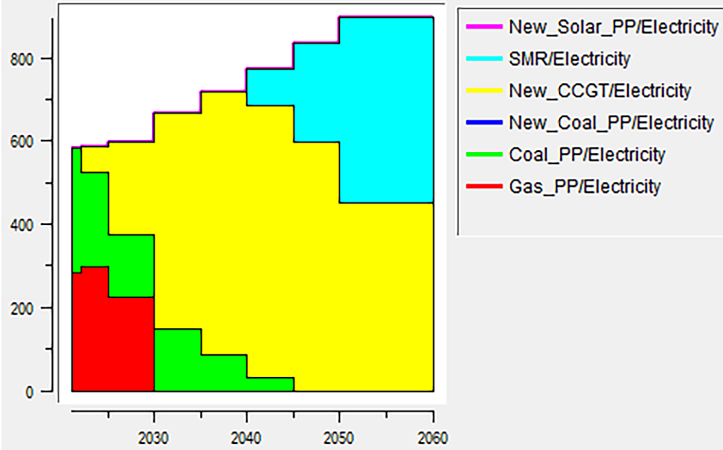 New_Solar_PP/Electricity
SMR/Electricity
New_CCGT/Electricity
New_Coal_PP/Electricity
Coal_PP/Electricity
Gas_PP/Electricity
800
600
400
200
0
2030 2040 2050 2060